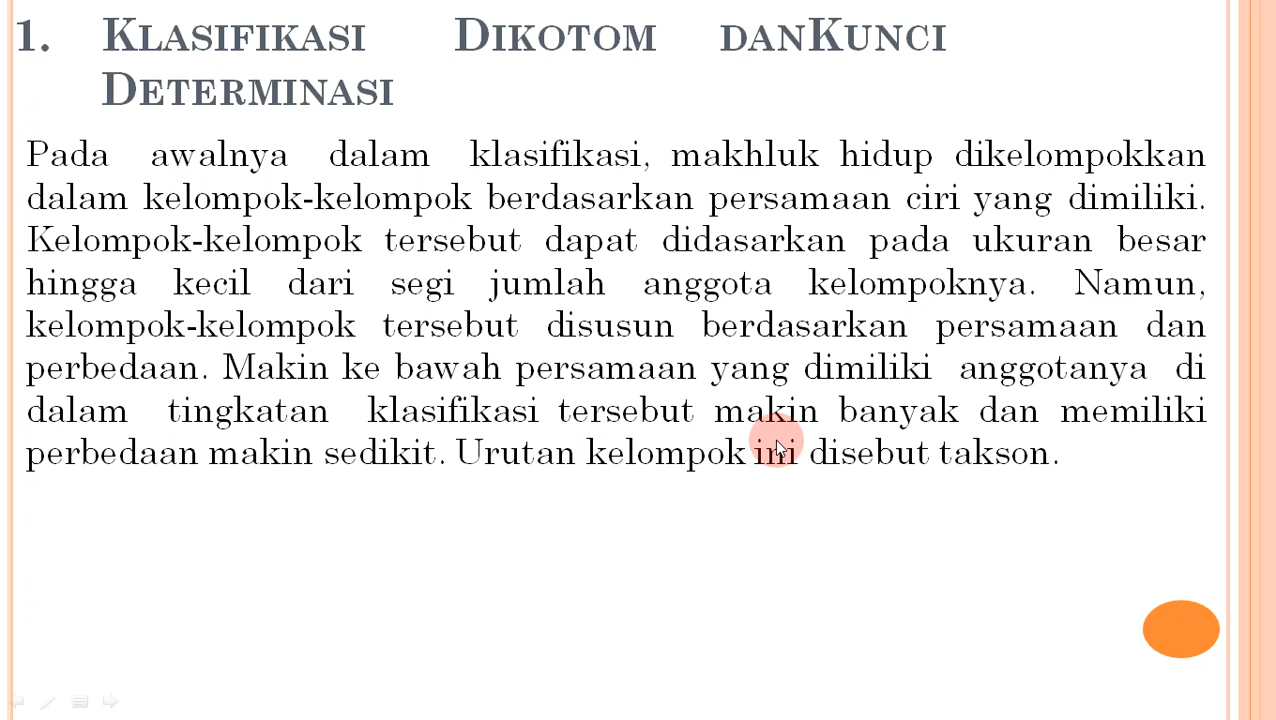 1. Klasifikasi Dikotom danKunci
Determinasi
Pada awalnya dalam klasifikasi, makhluk hidup dikelompokkan
dalam kelompok-kelompok berdasarkan persamaan ciri yang dimiliki.
Kelompok-kelompok tersebut dapat didasarkan pada ukuran besar
hingga kecil dari segi jumlah anggota kelompoknya. Namun,
kelompok-kelompok tersebut disusun berdasarkan persamaan dan
perbedaan. Makin ke bawah persamaan yang dimiliki anggotanya di
dalam tingkatan klasifikasi tersebut makin banyak dan memiliki
perbedaan makin sedikit. Urutan kelompok ini disebut takson.